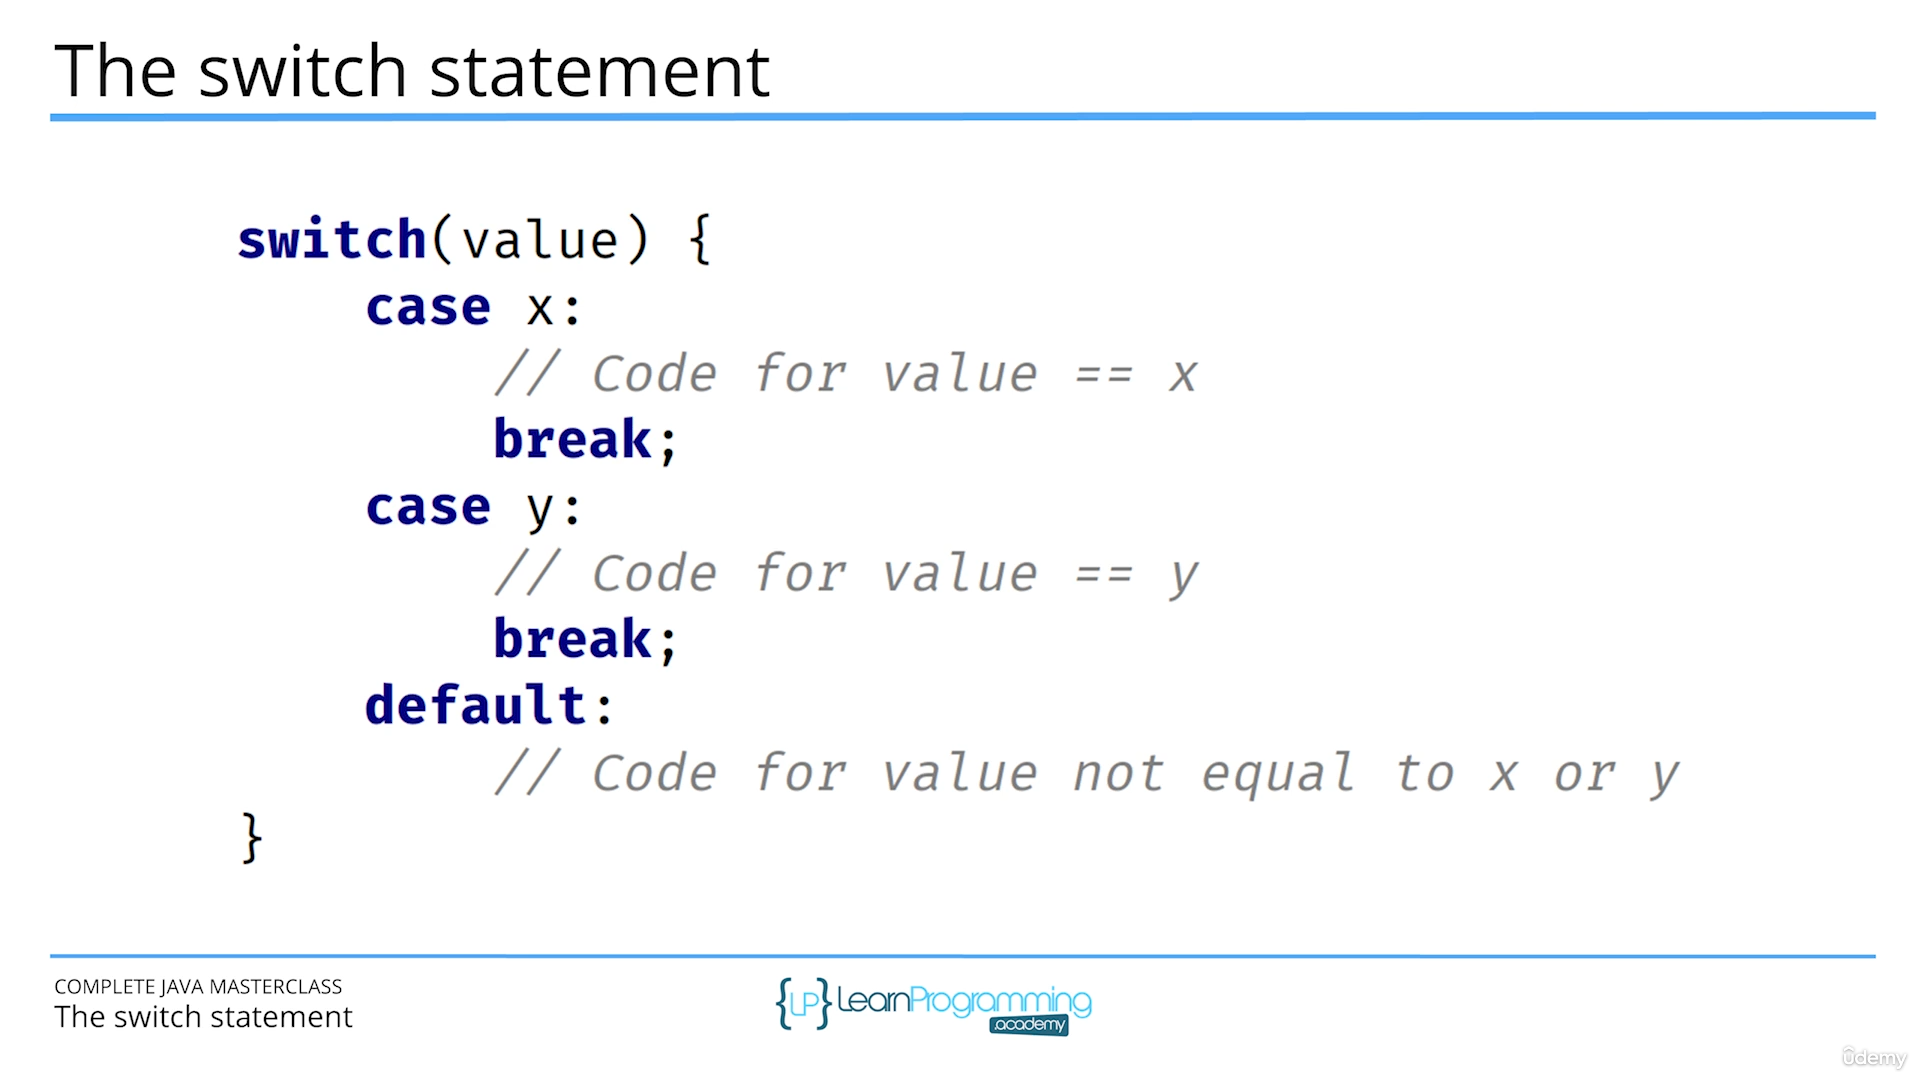 The switch statement
switch(value) {
    case x:
        // Code for value == x
        break;
    case y:
        // Code for value == y
        break;
    default:
        // Code for value not equal to x or y
}
COMPLETE JAVA MASTERCLASS
The switch statement
{LP} LearnProgramming
.academy
ûdemy